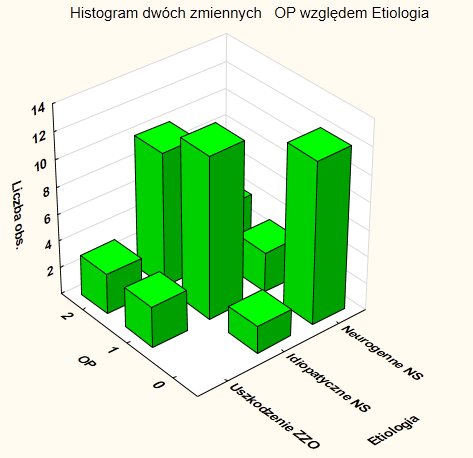 Histogram dwóch zmiennych OP względem Etiologia
14
12
10
8
6
4
2
Liczba obs.
2
1
0
OP
Uszkodzenie ZZO
Idiopatyczne NS
Neurogenne NS
Etiologia